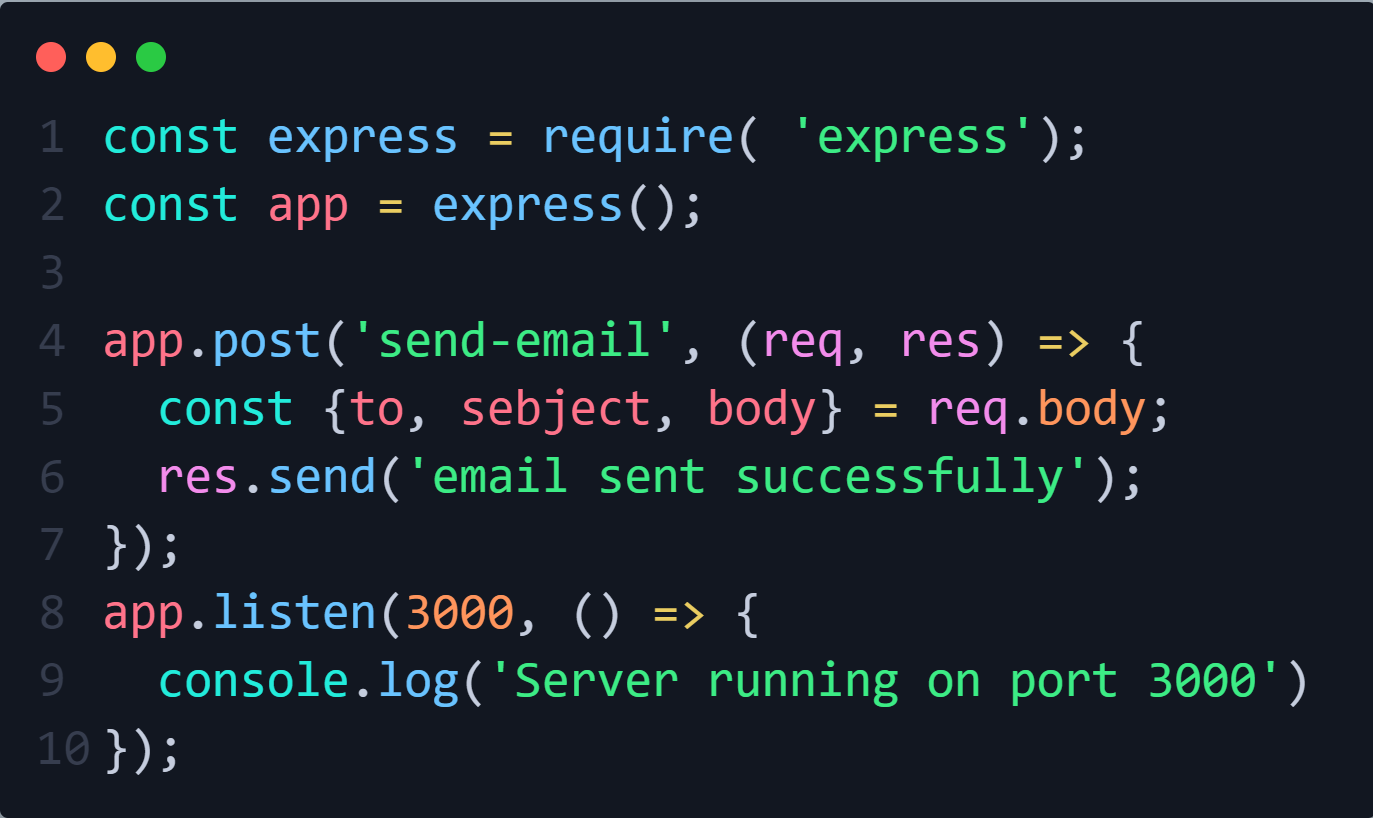 1 const express = require( 'express');
2 const app = express();
3
4 app.post('send-email', (req, res) => {
5   const {to, sebject, body} = req.body;
6   res.send('email sent successfully');
7 });
8 app.listen(3000, () => {
9   console.log('Server running on port 3000')
10 });